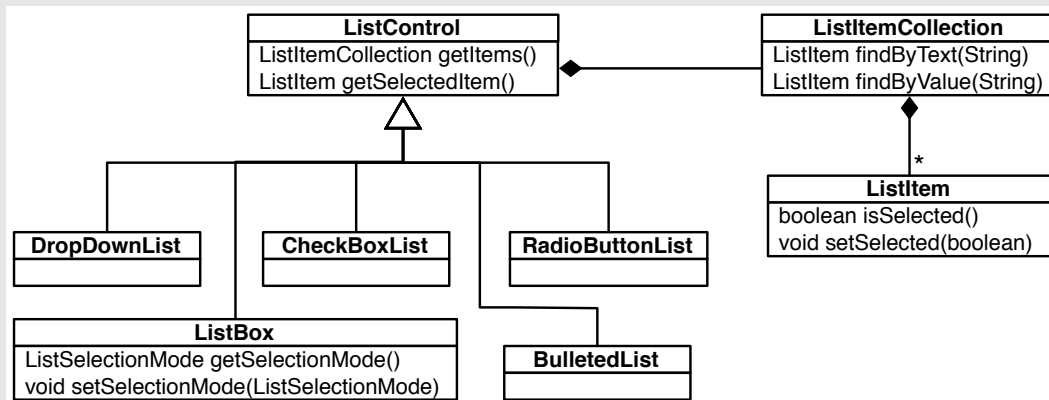 ListControl
ListItemCollection getItems()
ListItem getSelectedItem()
ListItemCollection
ListItem findByText(String)
ListItem findByValue(String)
*
ListItem
boolean isSelected()
void setSelected(boolean)
DropDownList
CheckBoxList
RadioButtonList
ListBox
ListSelectionMode getSelectionMode()
void setSelectionMode(ListSelectionMode)
BulletedList